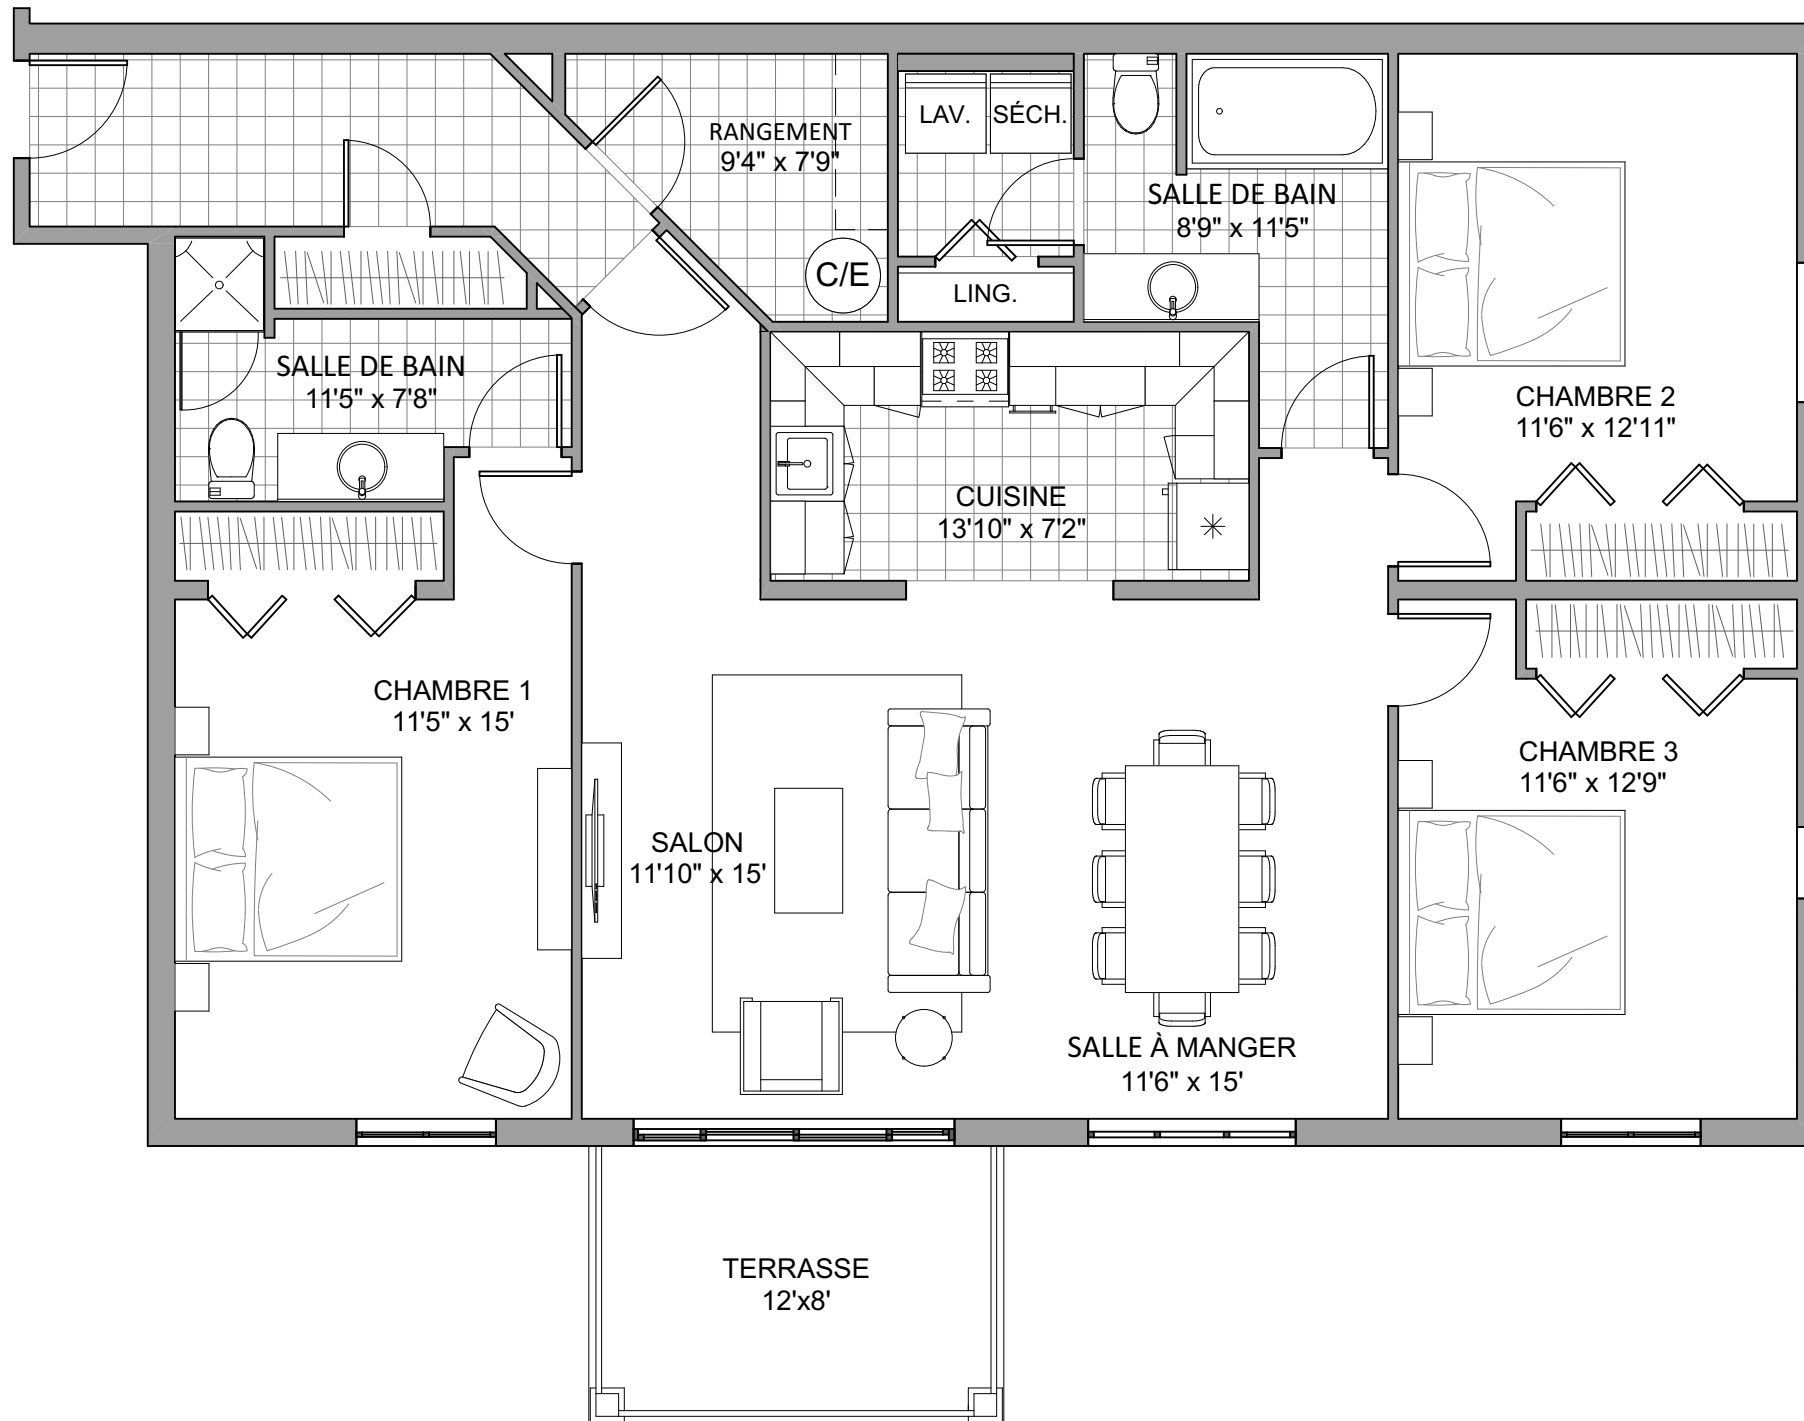 RANGEMENT
9'4" x 7'9"
LAV.
SÉCH.
SALLE DE BAIN
8'9" x 11'5"
C/E
LING.
SALLE DE BAIN
11'5" x 7'8"
CHAMBRE 2
11'6" x 12'11"
CUISINE
13'10" x 7'2"
CHAMBRE 1
11'5" x 15'
CHAMBRE 3
11'6" x 12'9"
SALON
11'10" x 15'
SALLE À MANGER
11'6" x 15'
TERRASSE
12'x8'